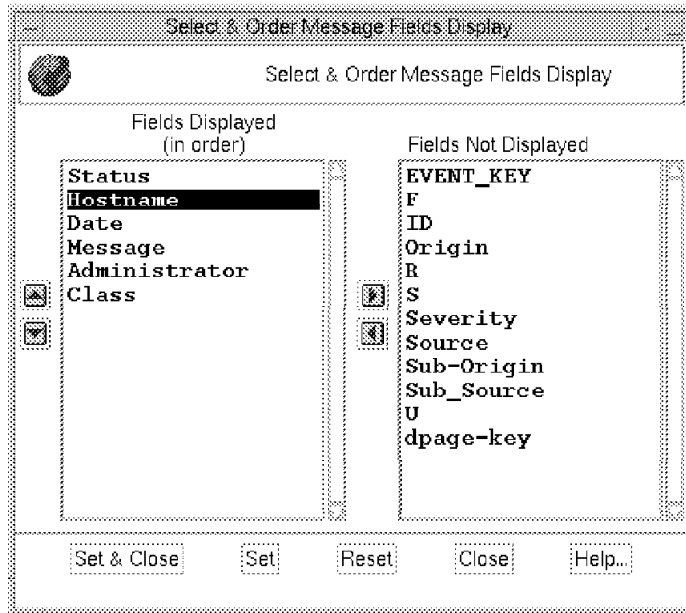 Select & Order Message Fields Display
Select & Order Message Fields Display
Fields Displayed
(in order)
Status
Hostname
Date
Message
Administrator
Class
Fields Not Displayed
EVENT_KEY
F
ID
Origin
R
S
Severity
Source
Sub-Origin
Sub_Source
U
dpage-key
Set & Close
Set
Reset
Close
Help...